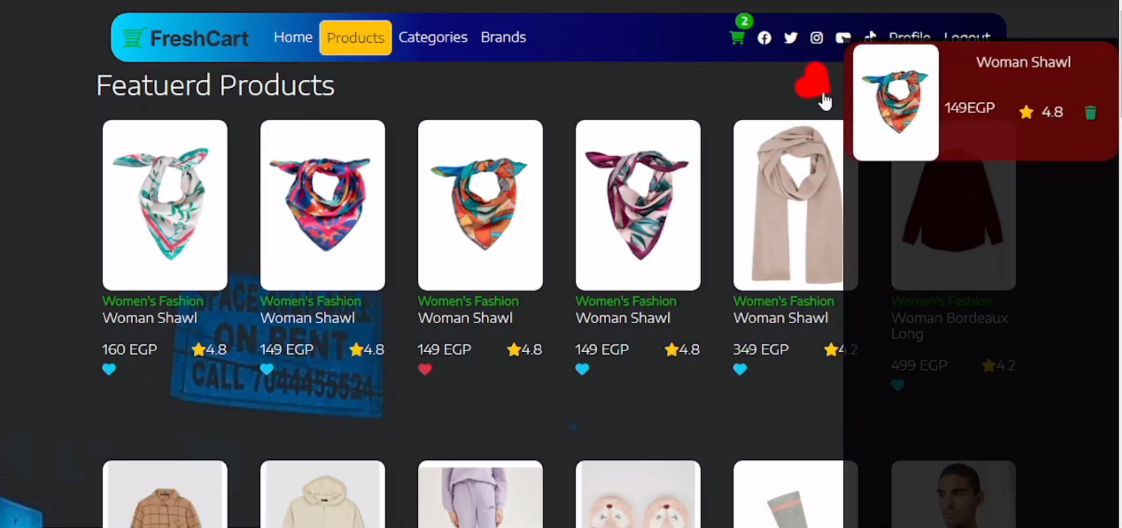 2
FreshCart Home Products Categories Brands Profile Logout
Featuerd Products
Woman Shawl
149EGP 4.8
Women's Fashion Women's Fashion Women's Fashion Women's Fashion Women's Fashion Women's Fashion
Woman Shawl Woman Shawl Woman Shawl Woman Shawl Woman Shawl Woman Bordeaux
Long
160 EGP 4.8 149 EGP 4.8 149 EGP 4.8 149 EGP 4.8 349 EGP 4.2 499 EGP 4.2
ON RENT
CALL 7044455524